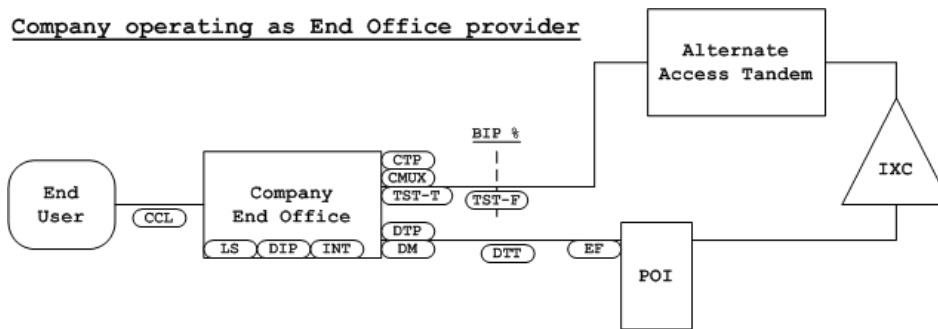 Company operating as End Office provider
Alternate
Access Tandem
BIP %
CTP
CMUX
TST-T
TST-F
IXC
End
User
CCL
Company
End Office
LS
DIP
INT
DTP
DM
DTT
EF
POI